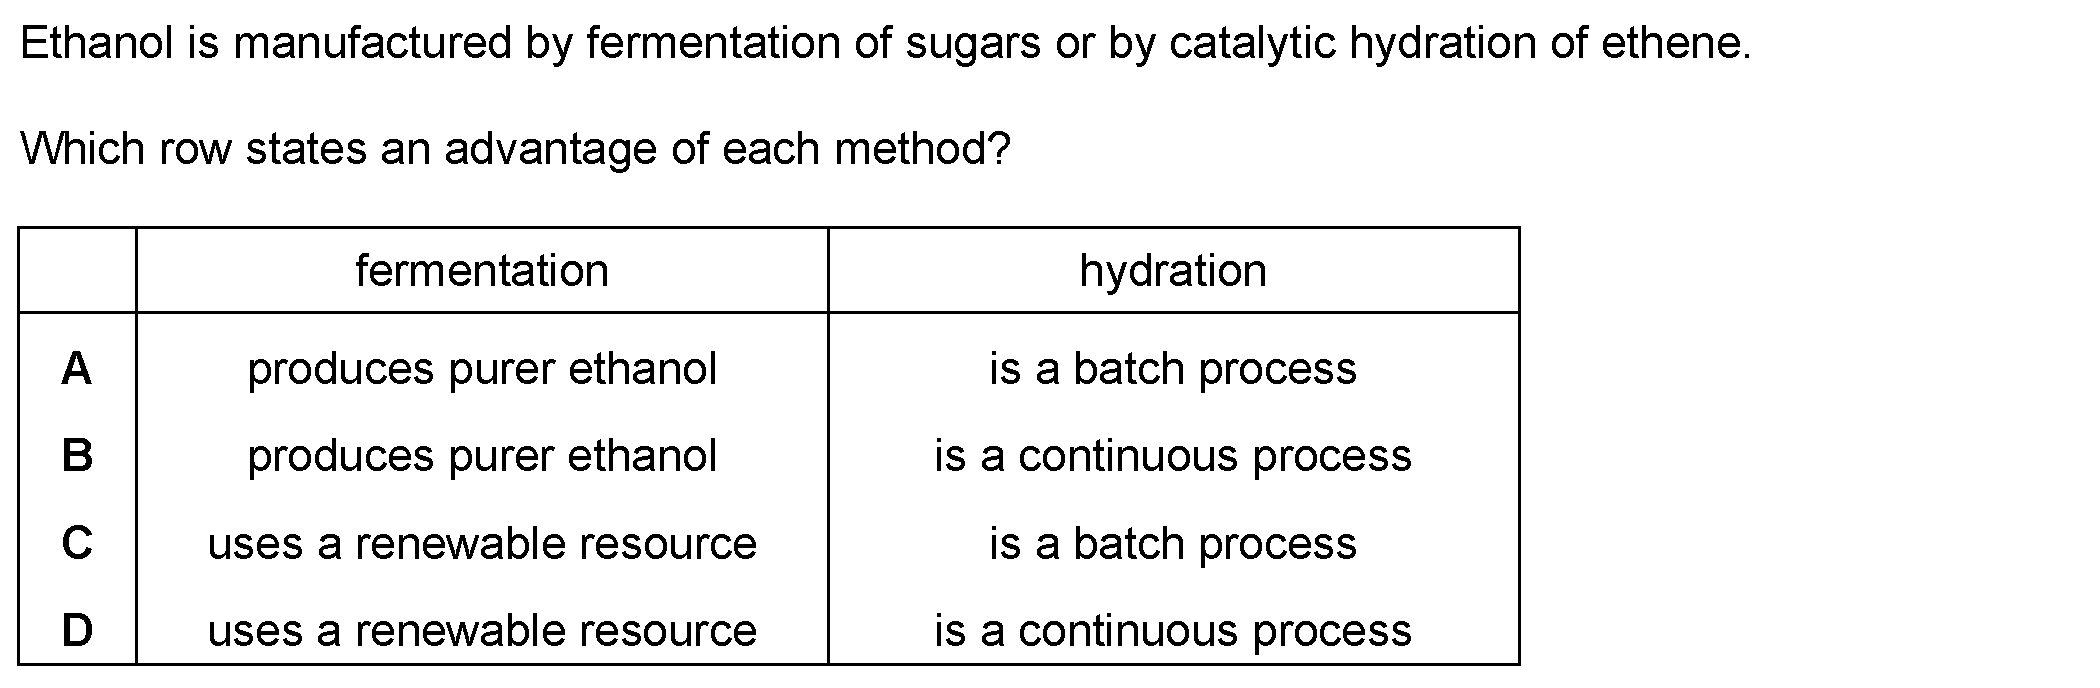 Ethanol is manufactured by fermentation of sugars or by catalytic hydration of ethene.
Which row states an advantage of each method?
fermentation hydration
A produces purer ethanol is a batch process
B produces purer ethanol is a continuous process
C uses a renewable resource is a batch process
D uses a renewable resource is a continuous process